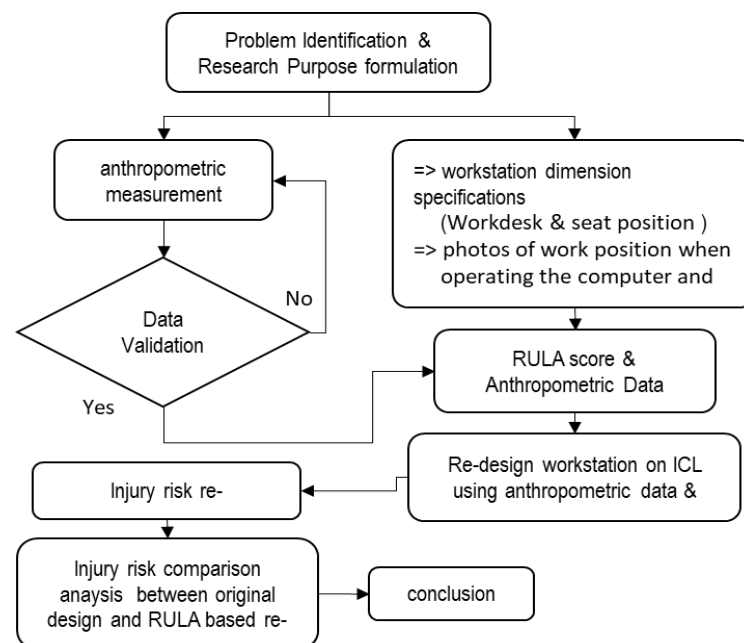 Problem Identification &
Research Purpose formulation
anthropometric
measurement
=> workstation dimension
specifications
(Workdesk & seat position )
=> photos of work position when
operating the computer and
No
Data
Validation
Yes
RULA score &
Anthropometric Data
Re-design workstation on ICL
using anthropometric data &
Injury risk re-
Injury risk comparison
anaysis between original
design and RULA based re-
conclusion